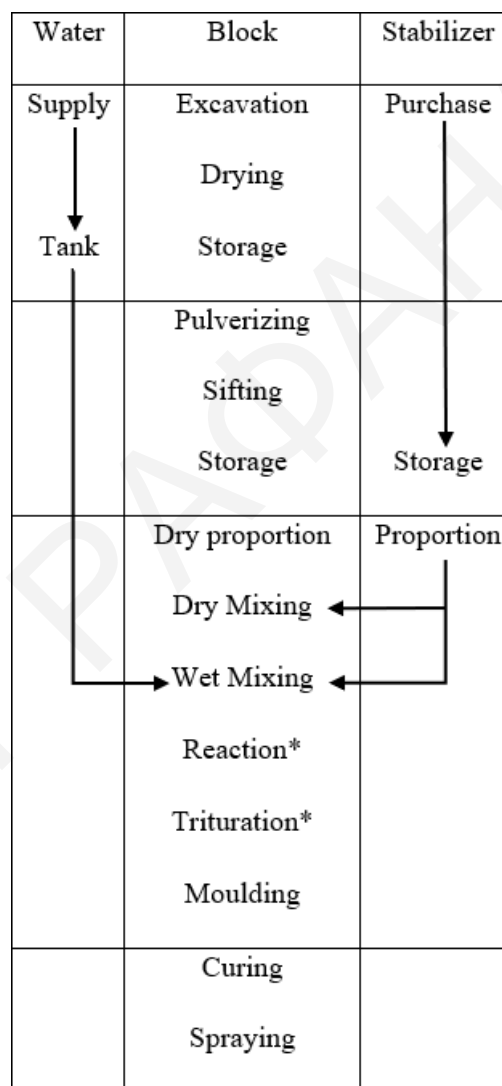 Water Block Stabilizer
Supply Excavation Purchase
Drying
Tank Storage
Pulverizing
Sifting
Storage Storage
Dry proportion Proportion
Dry Mixing
Wet Mixing
Reaction*
Trituration*
Moulding
Curing
Spraying
ΡΑΦΑΗ